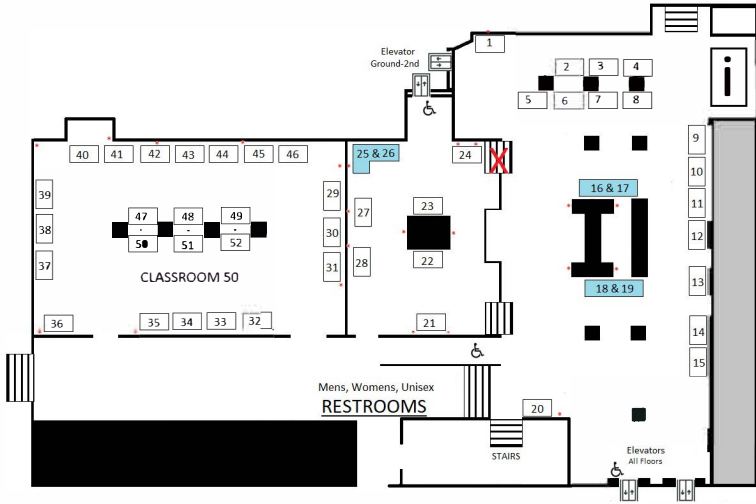 Elevator
Ground-2nd
1
2 3 4
5 6 7 8
i
9
10
11
12
13
14
15
16 & 17
18 & 19
20
21
22
23
24
25 & 26
27
28
29
30
31
32
33
34
35
36
37
38
39
40 41 42 43 44 45 46
47 48 49
50 51 52
CLASSROOM 50
Mens, Womens, Unisex
RESTROOMS
STAIRS
Elevators
All Floors